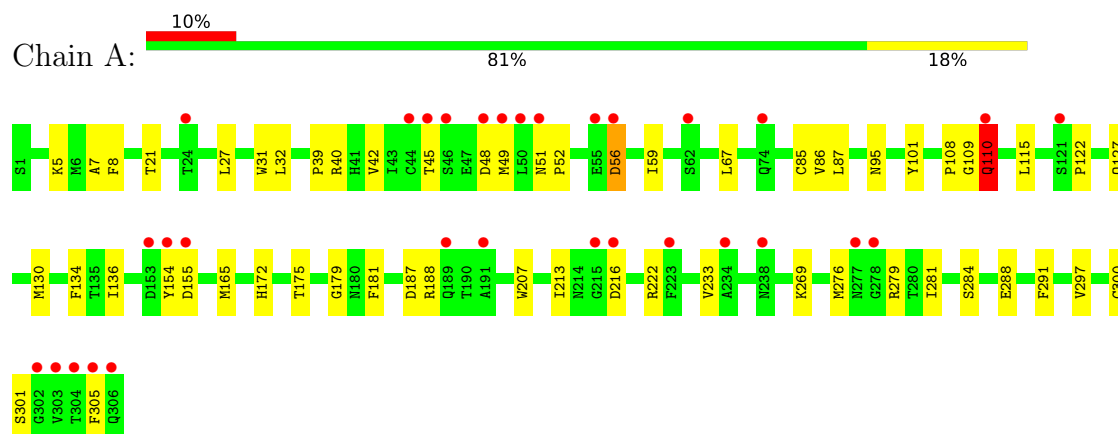 10%
Chain A:
81% 18%
S1 K5 M6 A7 F8 T21 T24 L27 W31 L32 P39 R40 H41 V42 I43 C44 T45 S46 E47 D48 M49 L50 N51 P52 E55 D56 I59 S62 L67 Q74 C85 V86 L87 N95 Y101 P108 G109 Q110 L115 S121 P122
M130 F134 T135 I136 D153 Y154 D155 M165 H172 T175 G179 N180 F181 D187 R188 Q189 T190 A191 W207 I213 N214 G215 D216 R222 F223 V233 A234 N238 K269 M276 N277 G278 R279 T280 I281 S284 E288 F291 V297
S301 G302 V303 T304 F305 Q306